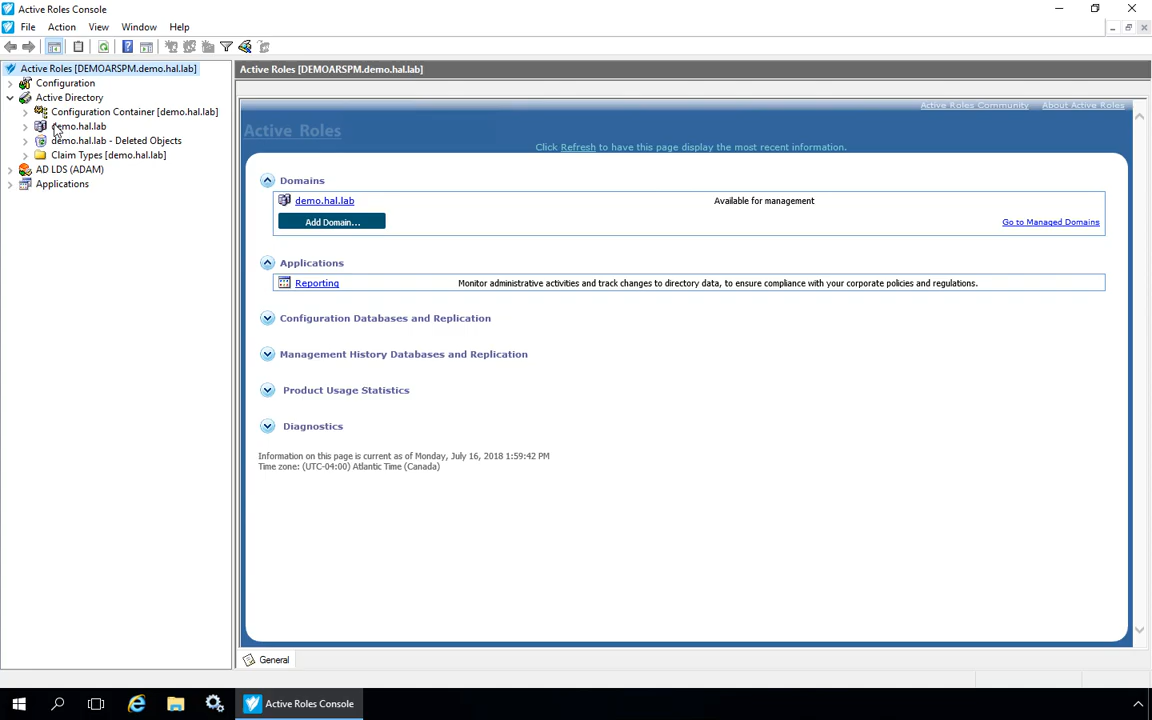 Active Roles Console
File Action View Window Help
Active Roles [DEMOARSPM.demo.hal.lab]
Configuration
Active Directory
Configuration Container [demo.hal.lab]
demo.hal.lab
demo.hal.lab - Deleted Objects
Claim Types [demo.hal.lab]
AD LDS (ADAM)
Applications
Active Roles [DEMOARSPM.demo.hal.lab]
Active Roles Community About Active Roles
Active Roles
Click Refresh to have this page display the most recent information.
Domains
demo.hal.lab Available for management
Add Domain... Go to Managed Domains
Applications
Reporting Monitor administrative activities and track changes to directory data, to ensure compliance with your corporate policies and regulations.
Configuration Databases and Replication
Management History Databases and Replication
Product Usage Statistics
Diagnostics
Information on this page is current as of Monday, July 16, 2018 1:59:42 PM
Time zone: (UTC-04:00) Atlantic Time (Canada)
General
Active Roles Console